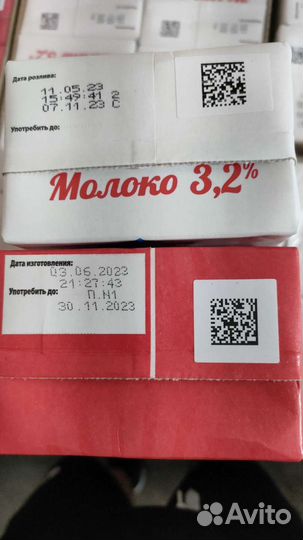 Дата розлива:
11.05.23
15:49:41 2
07.11.23 С
Употребить до:
Молоко 3,2%
Дата изготовления:
03.06.2023
21:27:43
Употребить до:
П.N1
30.11.2023
Avito